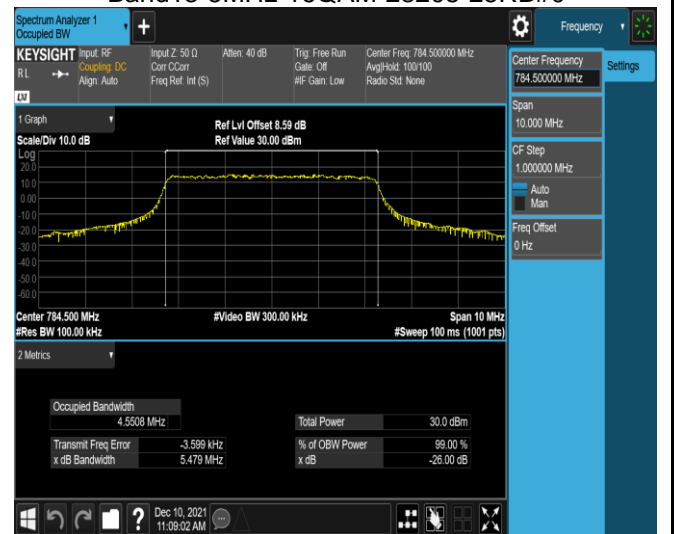 Spectrum Analyzer 1
Occupied BW
Frequency
KEYSIGHT Input: RF
R L Coupling: DC
Align: Auto
LXI
Input Z: 50 Ω
Corr CCorr
Freq Ref: Int (S)
Atten: 40 dB
Trig: Free Run
Gate: Off
#IF Gain: Low
Center Freq: 784.500000 MHz
Avg|Hold: 100/100
Radio Std: None
Center Frequency
784.500000 MHz
Settings
Span
10.000 MHz
CF Step
1.000000 MHz
Auto
Man
Freq Offset
0 Hz
1 Graph
Scale/Div 10.0 dB
Ref Lvl Offset 8.59 dB
Ref Value 30.00 dBm
Log
20.0
10.0
0.00
-10.0
-20.0
-30.0
-40.0
-50.0
-60.0
Center 784.500 MHz
#Video BW 300.00 kHz
Span 10 MHz
#Res BW 100.00 kHz
#Sweep 100 ms (1001 pts)
2 Metrics
Occupied Bandwidth
4.5508 MHz
Total Power 30.0 dBm
Transmit Freq Error -3.599 kHz
% of OBW Power 99.00 %
x dB Bandwidth 5.479 MHz
x dB -26.00 dB
Dec 10, 2021
11:09:02 AM